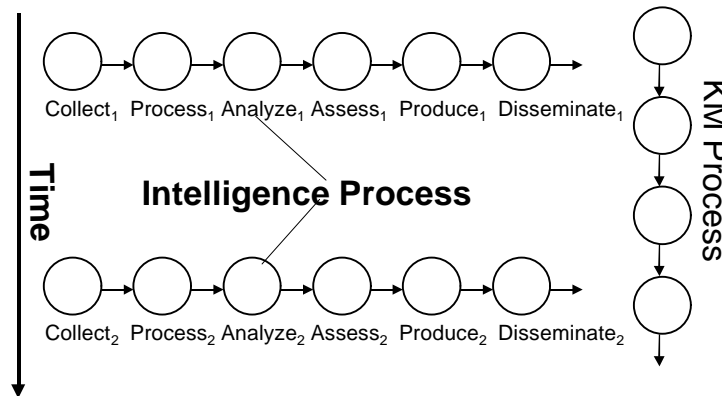 Collect₁ Process₁ Analyze₁ Assess₁ Produce₁ Disseminate₁
Time
Intelligence Process
KM Process
Collect₂ Process₂ Analyze₂ Assess₂ Produce₂ Disseminate₂